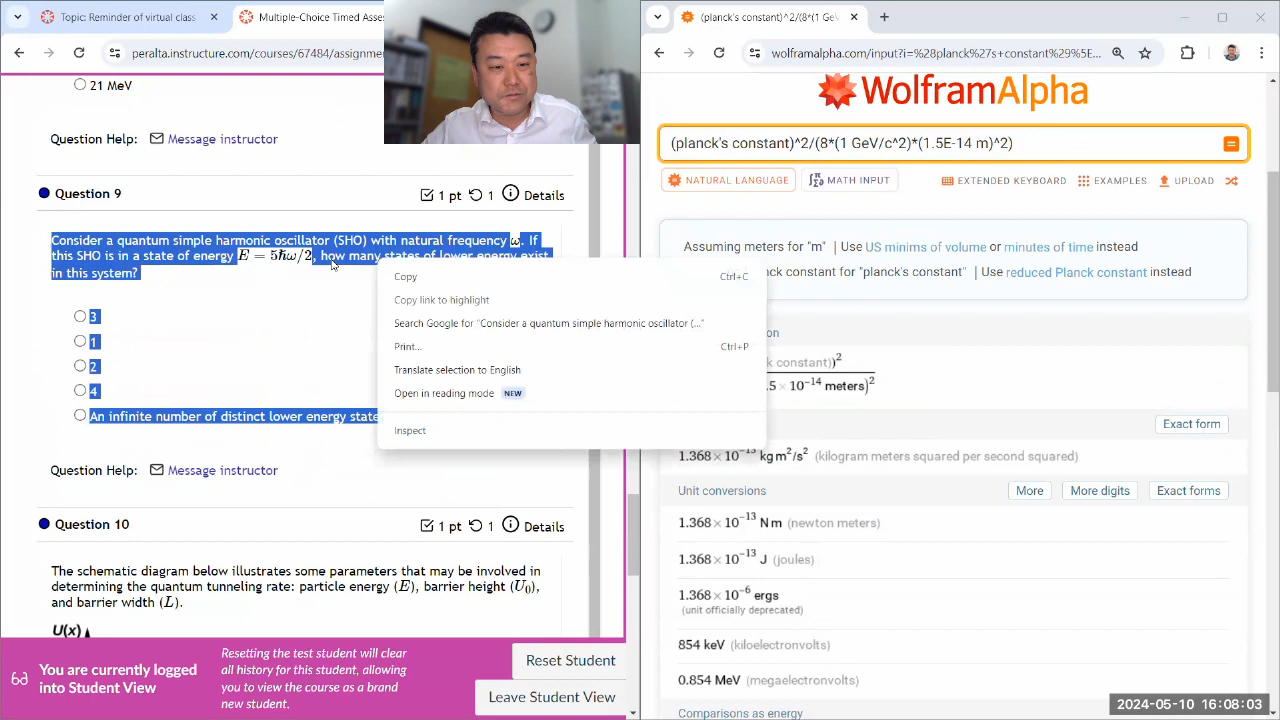 Topic: Reminder of virtual class
Multiple-Choice Timed Asse
peralta.instructure.com/courses/67484/assignme
21 MeV
Question Help: Message instructor
Question 9
1 pt 1 Details
Consider a quantum simple harmonic oscillator (SHO) with natural frequency ω. If
this SHO is in a state of energy E = 5ℏω/2, how many states of lower energy exist
in this system?
3
1
2
4
An infinite number of distinct lower energy state
Question Help: Message instructor
Question 10
1 pt 1 Details
The schematic diagram below illustrates some parameters that may be involved in
determining the quantum tunneling rate: particle energy (E), barrier height (U₀),
and barrier width (L).
U(x)
You are currently logged
into Student View
Resetting the test student will clear
all history for this student, allowing
you to view the course as a brand
new student.
Reset Student
Leave Student View
Copy Ctrl+C
Copy link to highlight
Search Google for "Consider a quantum simple harmonic oscillator (..."
Print... Ctrl+P
Translate selection to English
Open in reading mode NEW
Inspect
(planck's constant)^2/(8*(1 GeV
wolframalpha.com/input?i=%28planck%27s+constant%29%5E...
WolframAlpha
(planck's constant)^2/(8*(1 GeV/c^2)*(1.5E-14 m)^2)
NATURAL LANGUAGE
MATH INPUT
EXTENDED KEYBOARD
EXAMPLES
UPLOAD
Assuming meters for "m" | Use US minims of volume or minutes of time instead
constant for "planck's constant" | Use reduced Planck constant instead
on
k constant))²
.5 × 10⁻¹⁴ meters)²
Exact form
1.368×10⁻¹³ kg m²/s² (kilogram meters squared per second squared)
Unit conversions
More
More digits
Exact forms
1.368×10⁻¹³ N m (newton meters)
1.368×10⁻¹³ J (joules)
1.368×10⁻⁶ ergs
(unit officially deprecated)
854 keV (kiloelectronvolts)
0.854 MeV (megaelectronvolts)
Comparisons as energy
2024-05-10 16:08:03